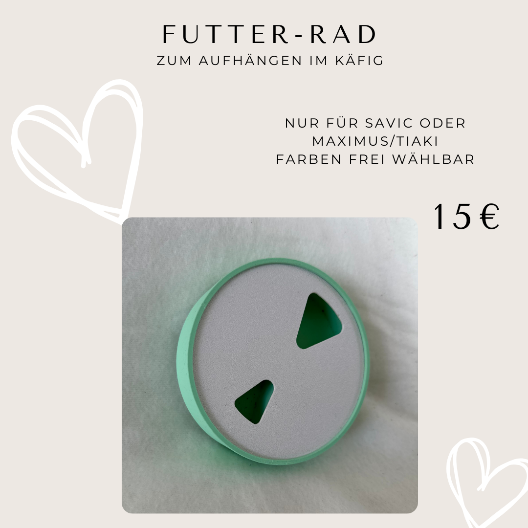 FUTTER-RAD
ZUM AUFHÄNGEN IM KÄFIG
NUR FÜR SAVIC ODER
MAXIMUS/TIAKI
FARBEN FREI WÄHLBAR
15€